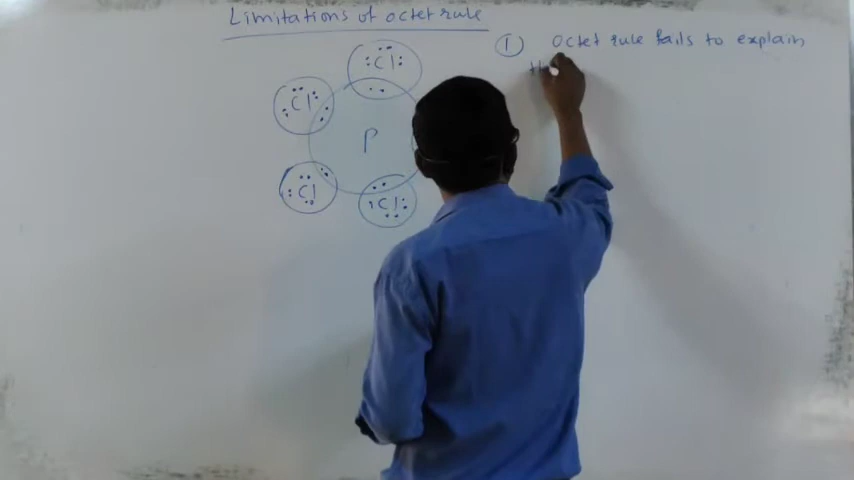 Limitations of octet rule
① Octet rule fails to explain
Cl
Cl
P
Cl
Cl